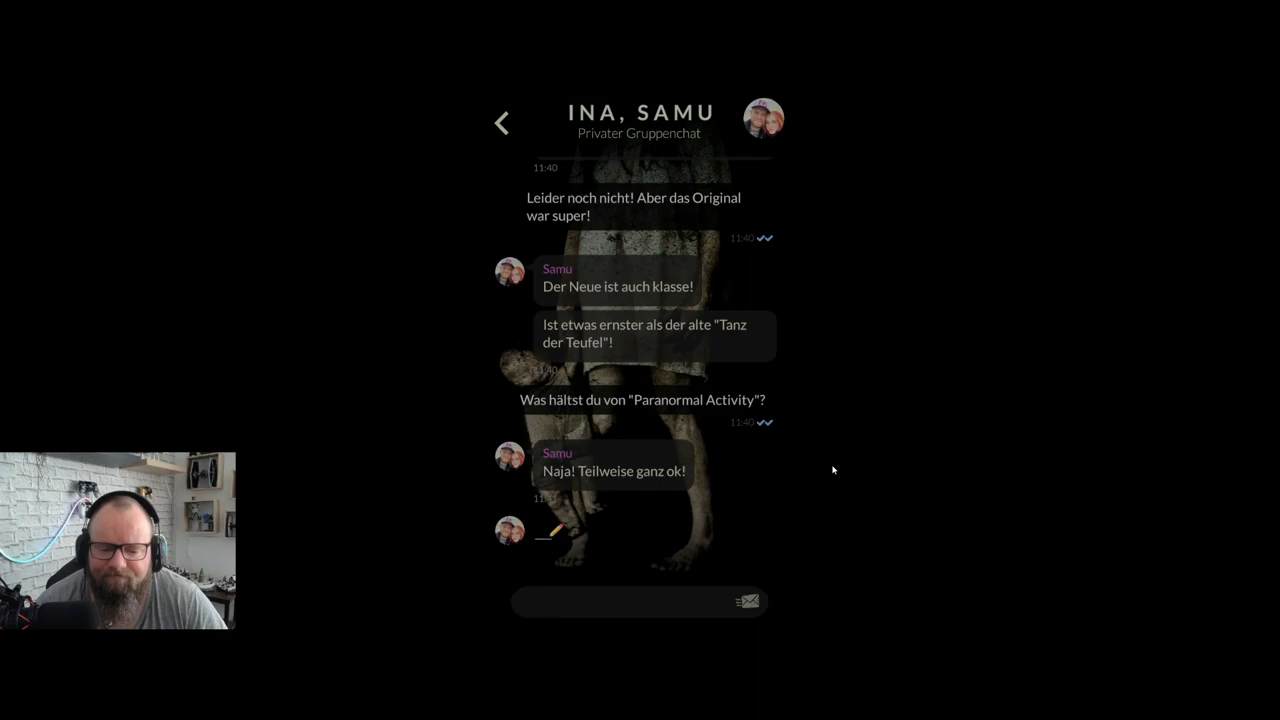 INA, SAMU
Privater Gruppenchat
11:40
Leider noch nicht! Aber das Original
war super!
11:40
Samu
Der Neue ist auch klasse!
Ist etwas ernster als der alte "Tanz
der Teufel"!
11:40
Was hältst du von "Paranormal Activity"?
11:40
Samu
Naja! Teilweise ganz ok!